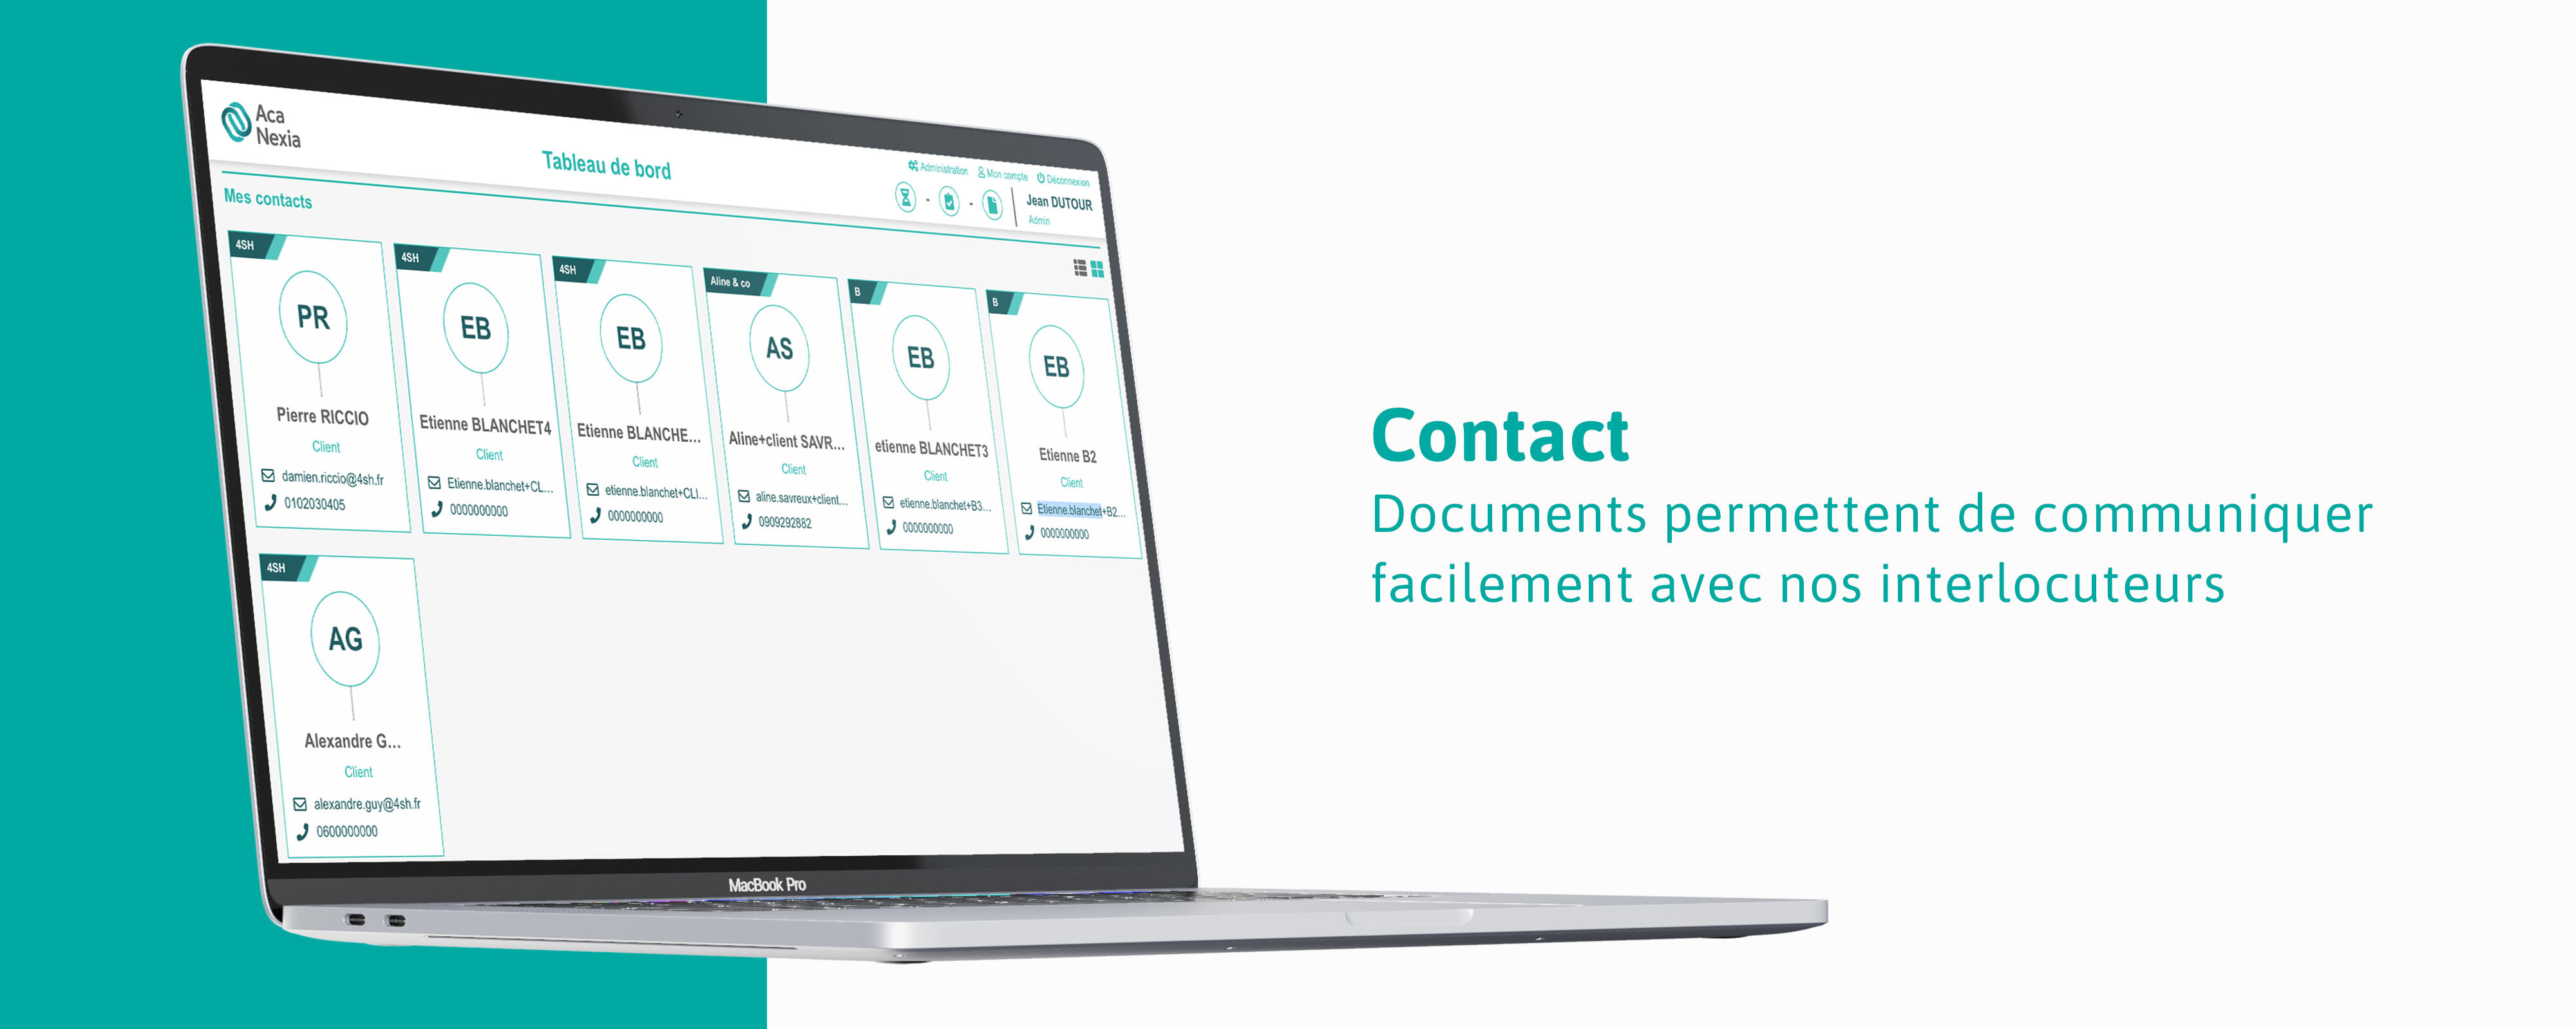 Aca
Nexia
Tableau de bord
Administration
Mon compte
Déconnexion
Jean DUTOUR
Admin
Mes contacts
4SH
PR
Pierre RICCIO
Client
damien.riccio@4sh.fr
0102030405
4SH
EB
Etienne BLANCHET4
Client
Etienne.blanchet+CL...
0000000000
4SH
EB
Etienne BLANCHE...
Client
etienne.blanchet+CLI...
0000000000
Aline & co
AS
Aline+client SAVR...
Client
aline.savreux+client...
0909292882
B
EB
etienne BLANCHET3
Client
etienne.blanchet+B3...
0000000000
B
EB
Etienne B2
Client
Etienne.blanchet+B2...
0000000000
4SH
AG
Alexandre G...
Client
alexandre.guy@4sh.fr
0600000000
MacBook Pro
Contact
Documents permettent de communiquer
facilement avec nos interlocuteurs